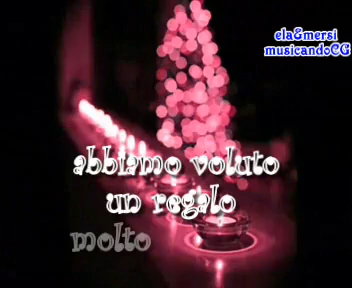 ela&mersi
musicandoCG
abbiamo voluto
un regalo
molto